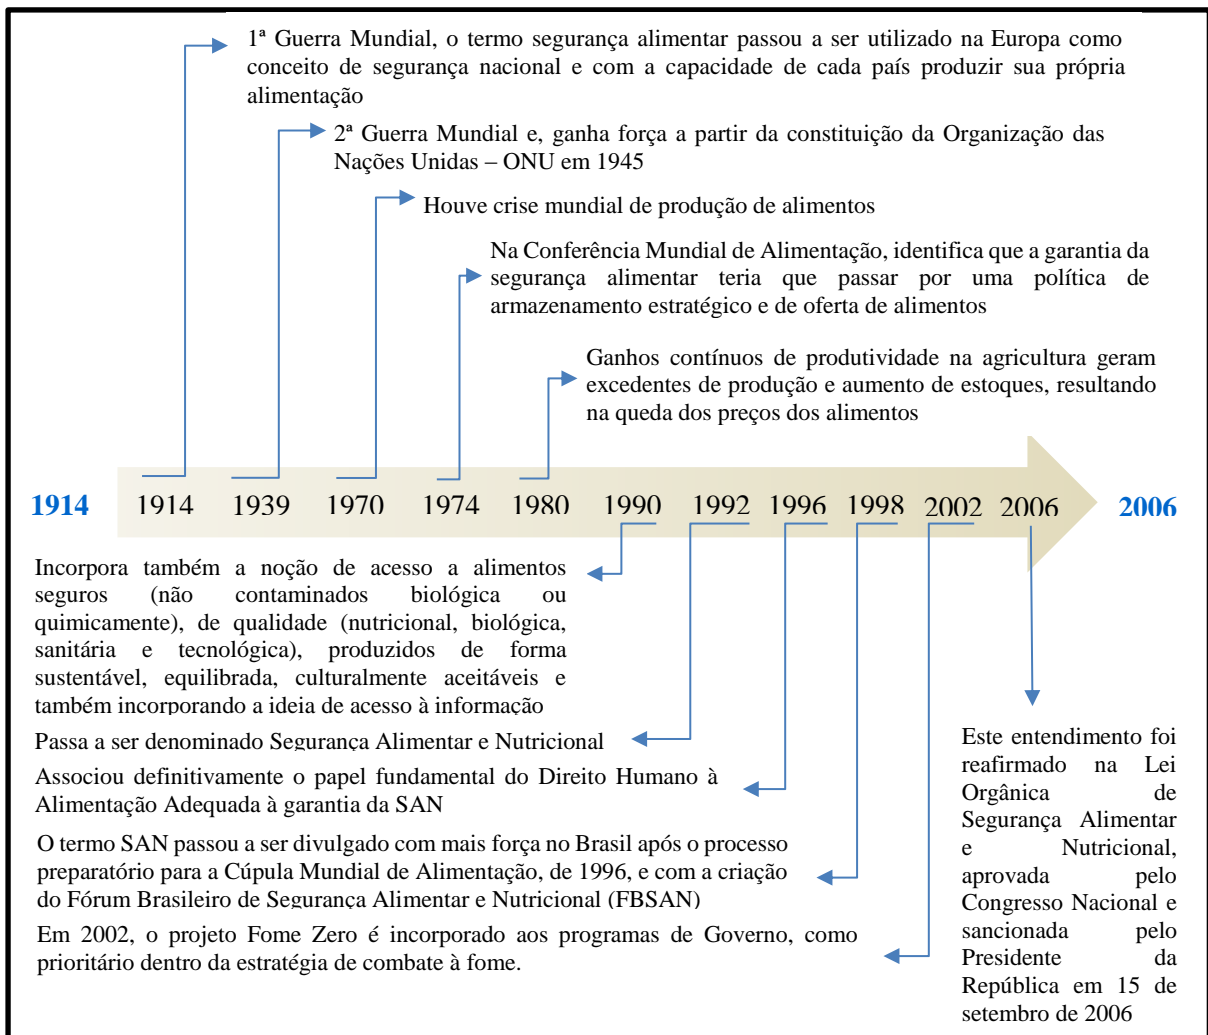 1ª Guerra Mundial, o termo segurança alimentar passou a ser utilizado na Europa como
conceito de segurança nacional e com a capacidade de cada país produzir sua própria
alimentação
2ª Guerra Mundial e, ganha força a partir da constituição da Organização das
Nações Unidas – ONU em 1945
Houve crise mundial de produção de alimentos
Na Conferência Mundial de Alimentação, identifica que a garantia da
segurança alimentar teria que passar por uma política de
armazenamento estratégico e de oferta de alimentos
Ganhos contínuos de produtividade na agricultura geram
excedentes de produção e aumento de estoques, resultando
na queda dos preços dos alimentos
1914 1914 1939 1970 1974 1980 1990 1992 1996 1998 2002 2006 2006
Incorpora também a noção de acesso a alimentos
seguros (não contaminados biológica ou
quimicamente), de qualidade (nutricional, biológica,
sanitária e tecnológica), produzidos de forma
sustentável, equilibrada, culturalmente aceitáveis e
também incorporando a ideia de acesso à informação
Passa a ser denominado Segurança Alimentar e Nutricional
Associou definitivamente o papel fundamental do Direito Humano à
Alimentação Adequada à garantia da SAN
O termo SAN passou a ser divulgado com mais força no Brasil após o processo
preparatório para a Cúpula Mundial de Alimentação, de 1996, e com a criação
do Fórum Brasileiro de Segurança Alimentar e Nutricional (FBSAN)
Em 2002, o projeto Fome Zero é incorporado aos programas de Governo, como
prioritário dentro da estratégia de combate à fome.
Este entendimento foi
reafirmado na Lei
Orgânica de
Segurança Alimentar
e Nutricional,
aprovada pelo
Congresso Nacional e
sancionada pelo
Presidente da
República em 15 de
setembro de 2006